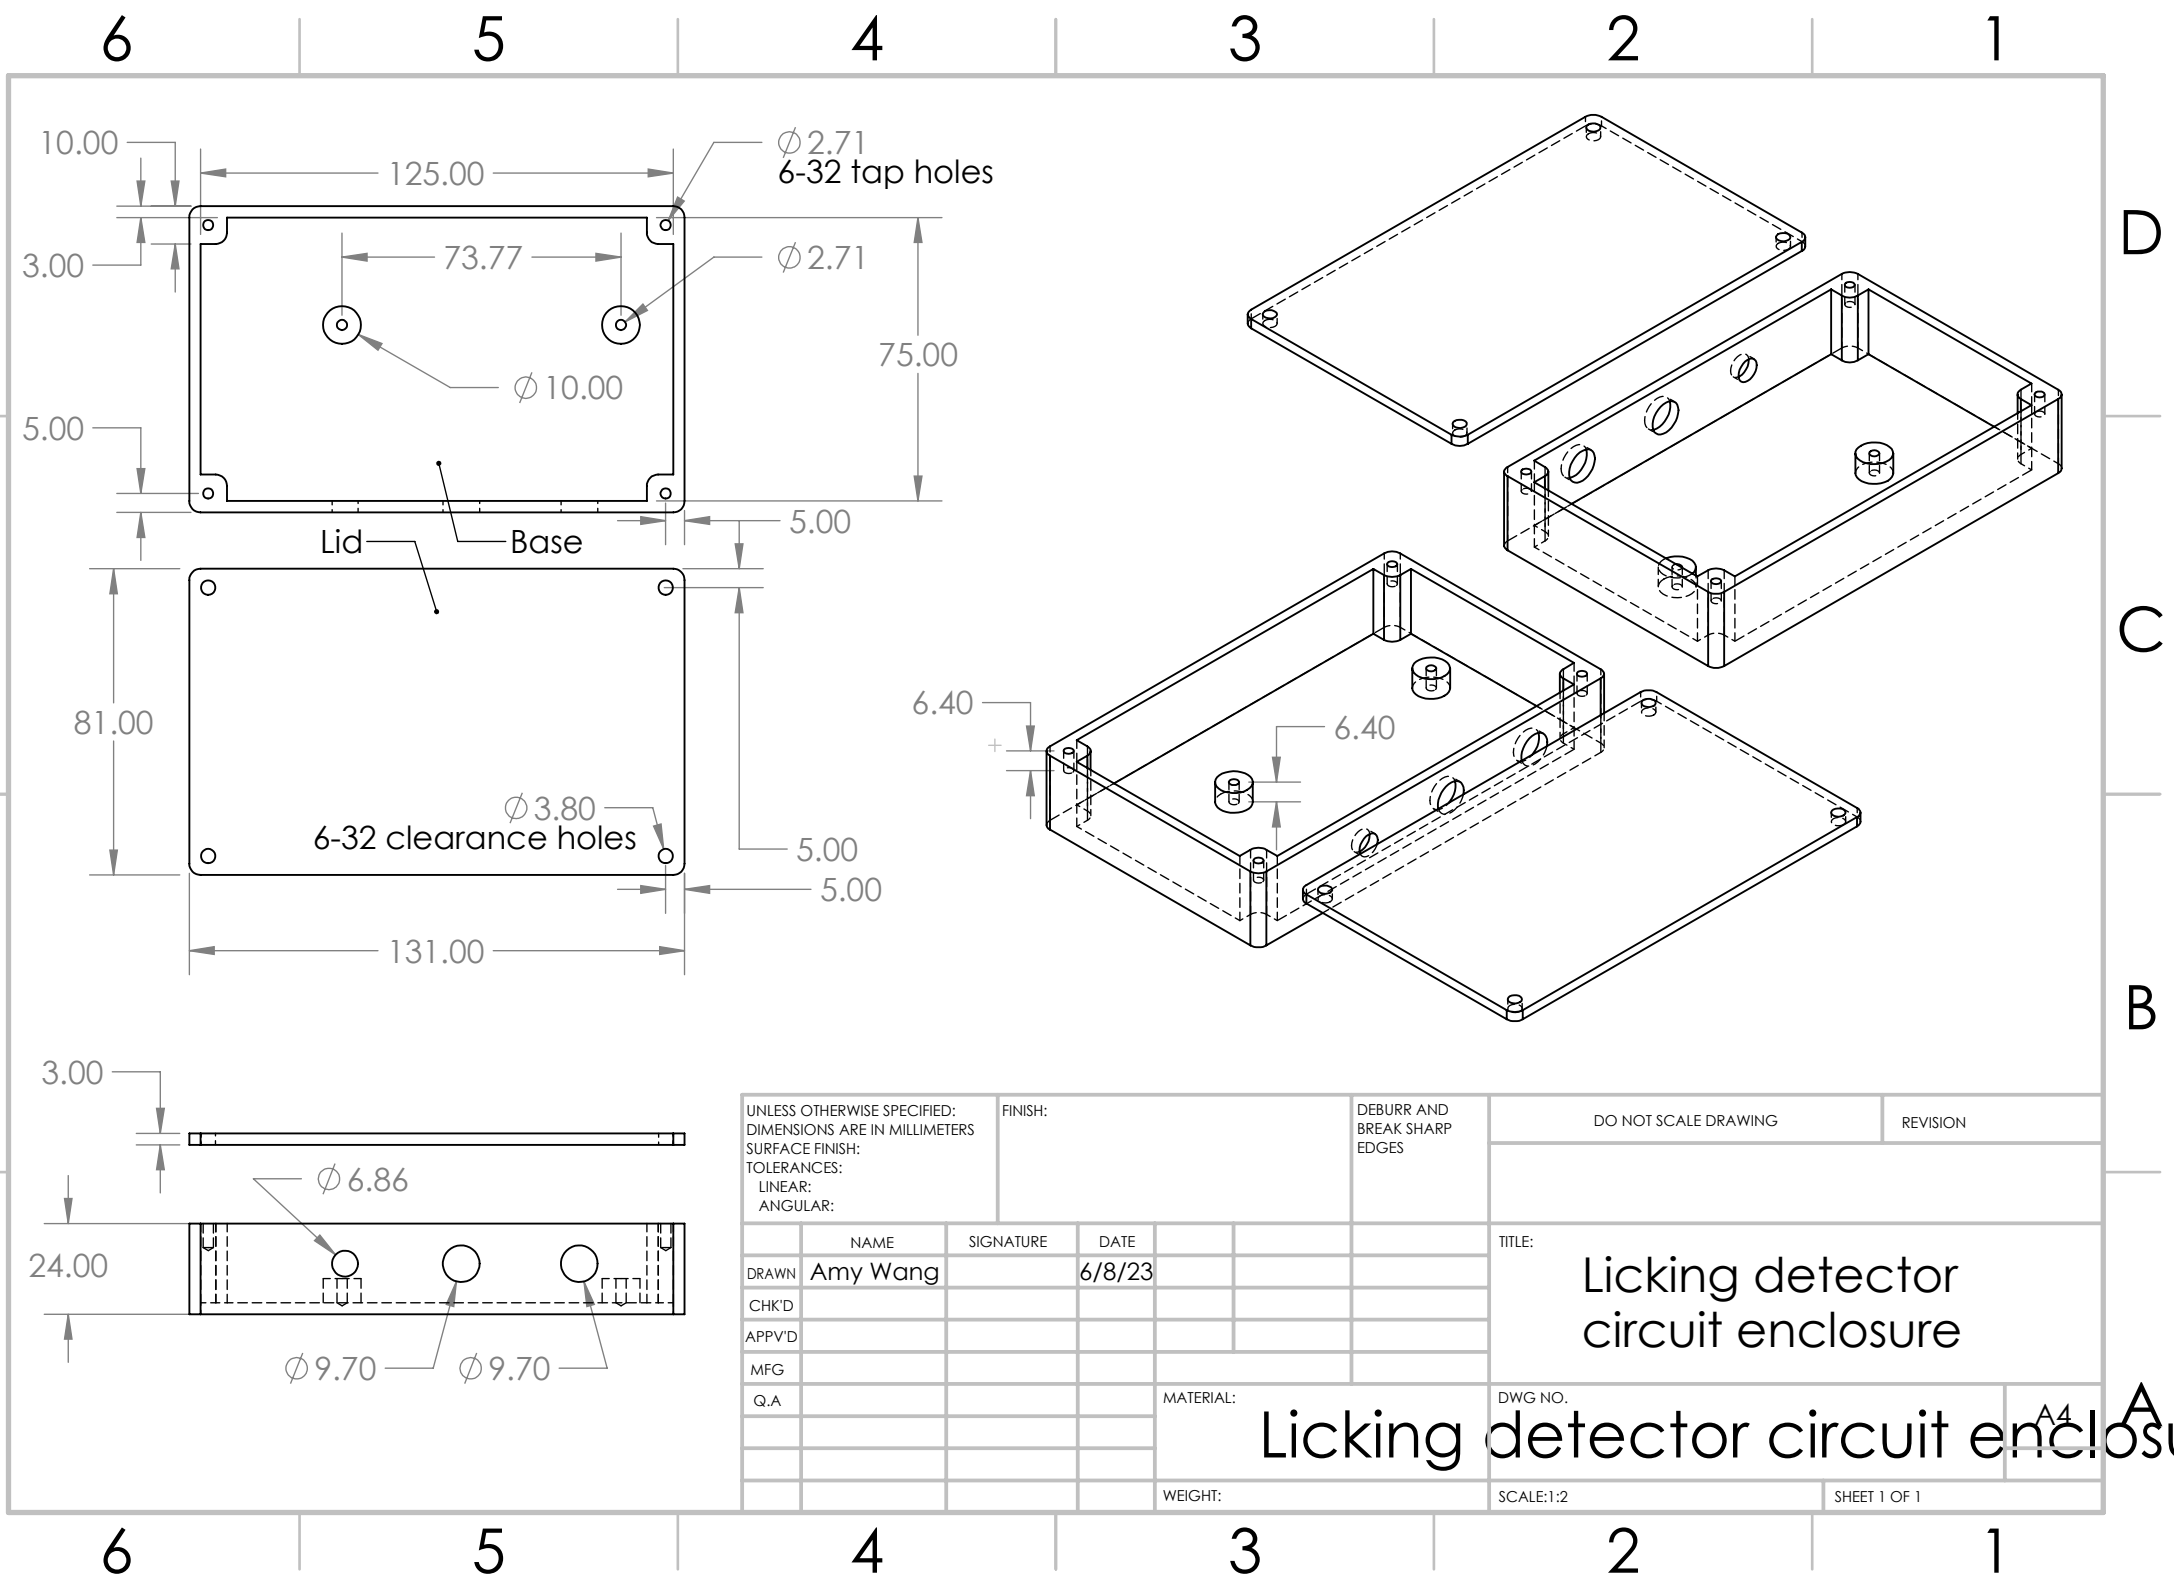 6 5 4 3 2 1
10.00
125.00
∅2.71
6-32 tap holes
D
3.00
73.77
∅2.71
75.00
∅10.00
5.00
5.00
Lid
Base
C
81.00
6.40
6.40
∅3.80
6-32 clearance holes
5.00
5.00
131.00
B
3.00
∅6.86
24.00
∅9.70
∅9.70
UNLESS OTHERWISE SPECIFIED:
DIMENSIONS ARE IN MILLIMETERS
SURFACE FINISH:
TOLERANCES:
LINEAR:
ANGULAR:
FINISH:
DEBURR AND
BREAK SHARP
EDGES
DO NOT SCALE DRAWING
REVISION
NAME SIGNATURE DATE
DRAWN Amy Wang 6/8/23
CHK'D
APPV'D
MFG
Q.A
TITLE:
Licking detector
circuit enclosure
MATERIAL:
DWG NO.
Licking detector circuit enclosu
A4
A
WEIGHT:
SCALE:1:2
SHEET 1 OF 1
6 5 4 3 2 1